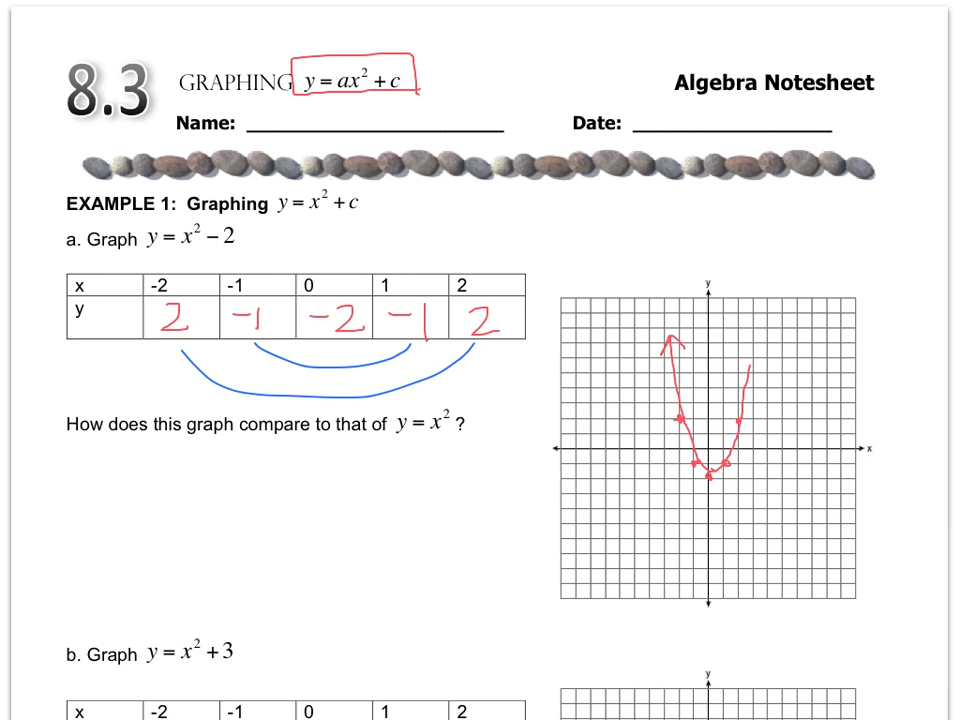 8.3 GRAPHING y = ax² + c Algebra Notesheet
Name: ____________________ Date: ____________________
EXAMPLE 1: Graphing y = x² + c
a. Graph y = x² − 2
x -2 -1 0 1 2
y 2 -1 -2 -1 2
y
x
How does this graph compare to that of y = x² ?
b. Graph y = x² + 3
y
x -2 -1 0 1 2